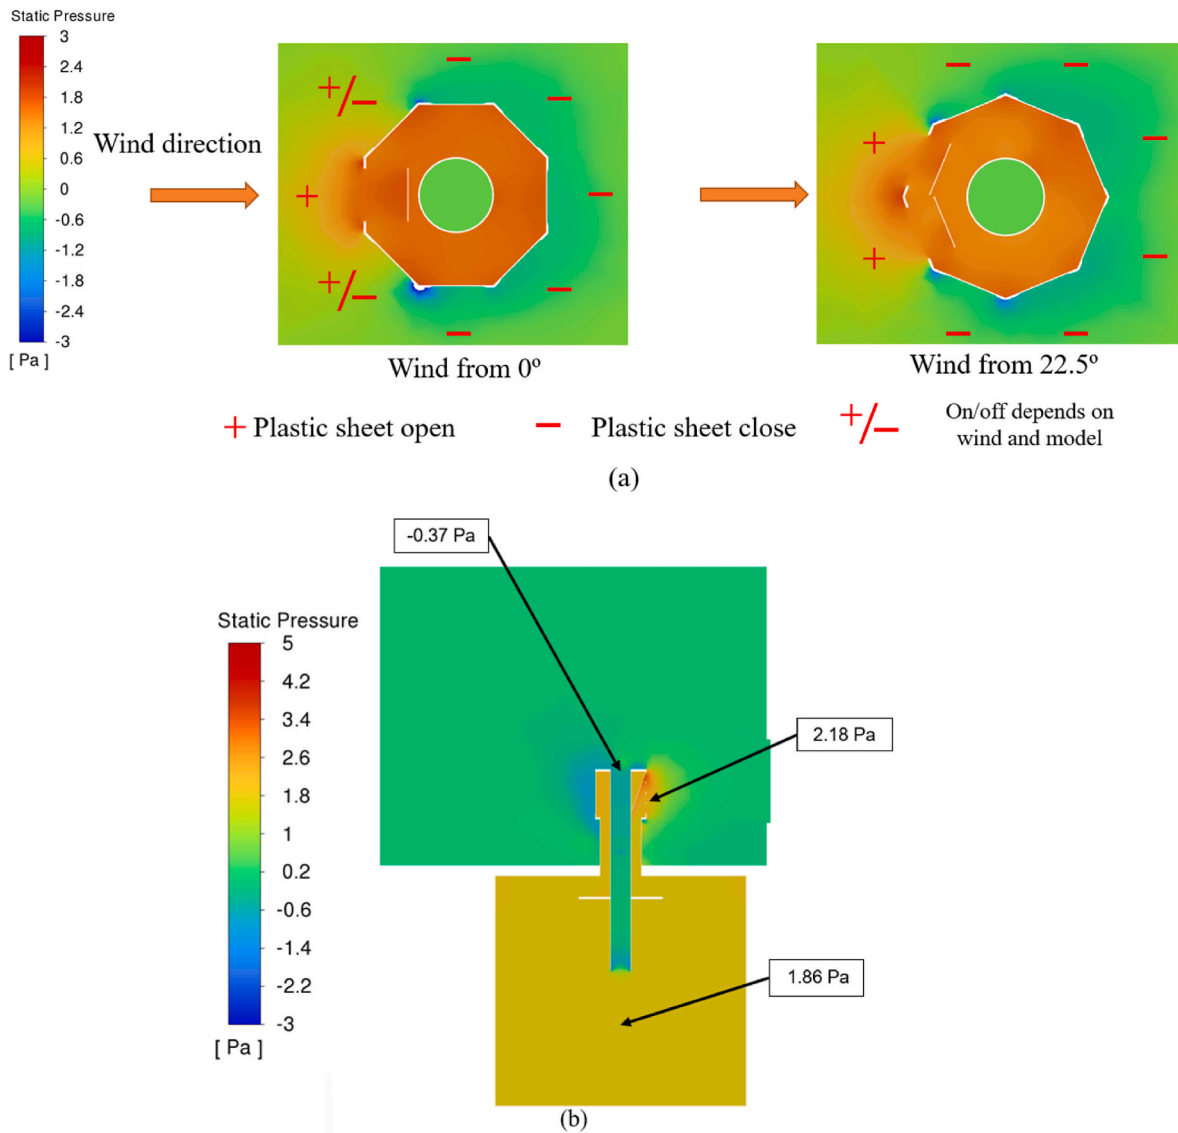 Static Pressure
3
2.4
1.8
1.2
0.6
0
-0.6
-1.2
-1.8
-2.4
-3
[ Pa ]
Wind direction
+/−
−
−
+
−
+/−
−
−
Wind from 0º
−
−
+
−
+
−
−
−
Wind from 22.5º
+ Plastic sheet open
− Plastic sheet close
+/− On/off depends on
wind and model
(a)
-0.37 Pa
Static Pressure
5
4.2
3.4
2.6
1.8
1
0.2
-0.6
-1.4
-2.2
-3
[ Pa ]
2.18 Pa
1.86 Pa
(b)